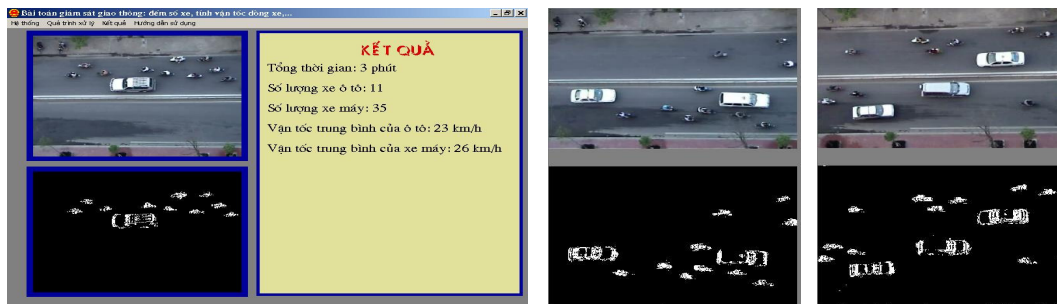 Bài toán giám sát giao thông: đếm số xe, tính vận tốc dòng xe,...
Hệ thống Quá trình xử lý Kết quả Hướng dẫn sử dụng
KẾT QUẢ
Tổng thời gian: 3 phút
Số lượng xe ô tô: 11
Số lượng xe máy: 35
Vận tốc trung bình của ô tô: 23 km/h
Vận tốc trung bình của xe máy: 26 km/h